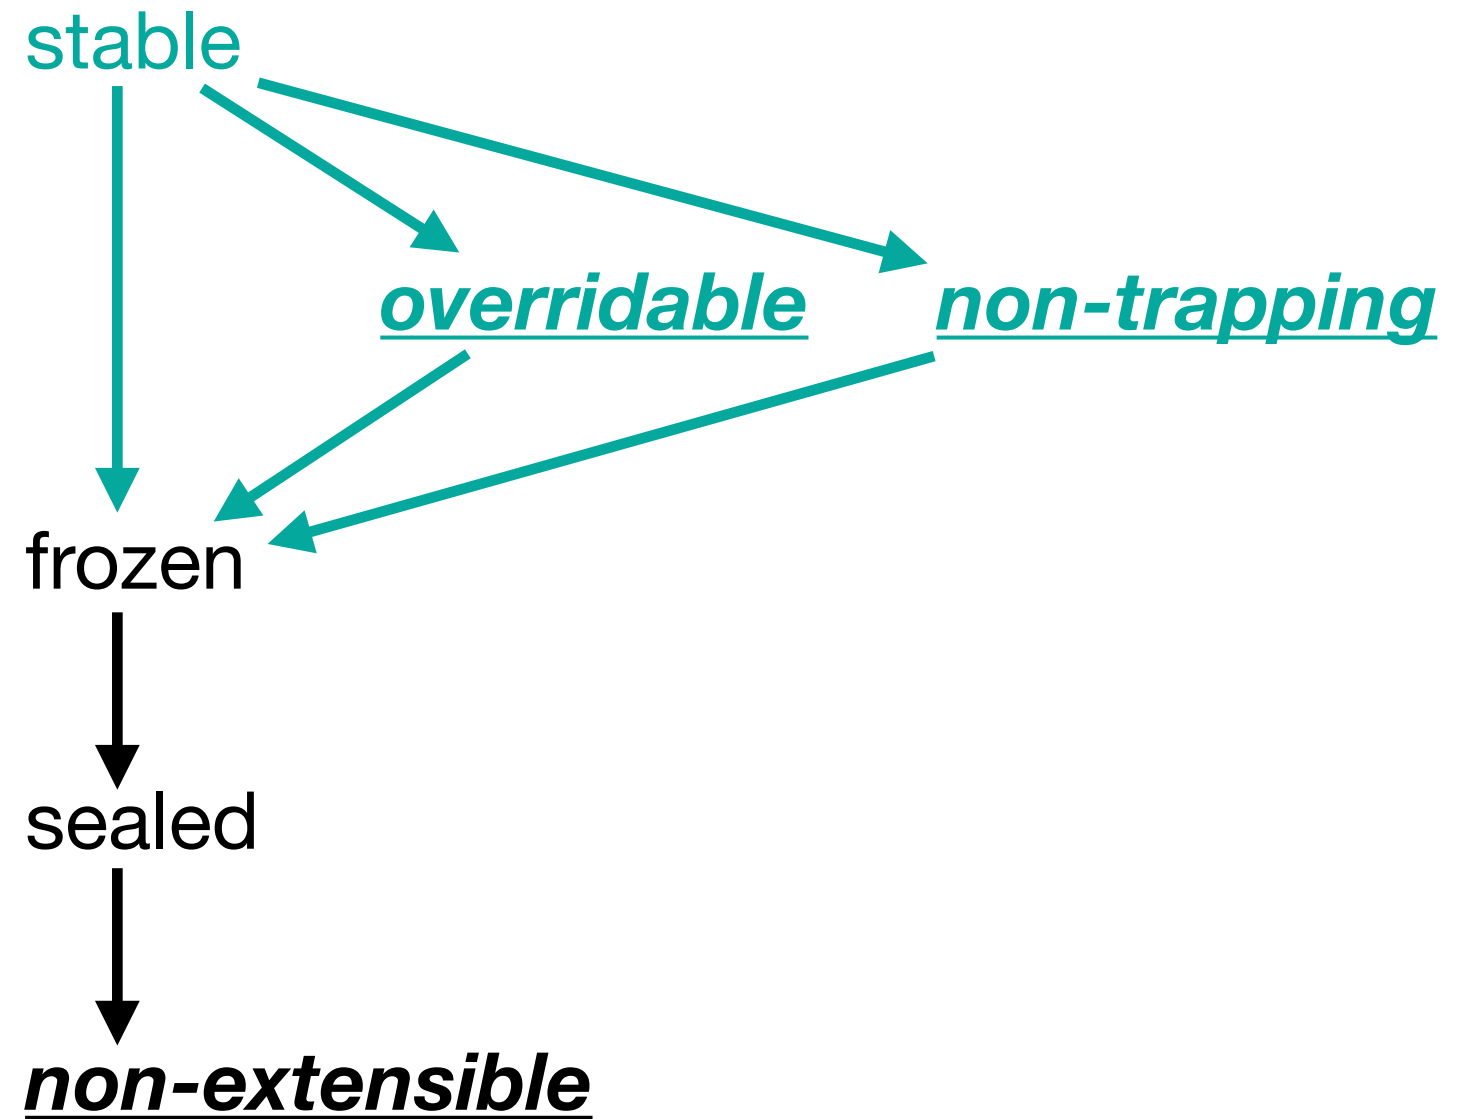 stable
overridable non-trapping
frozen
sealed
non-extensible